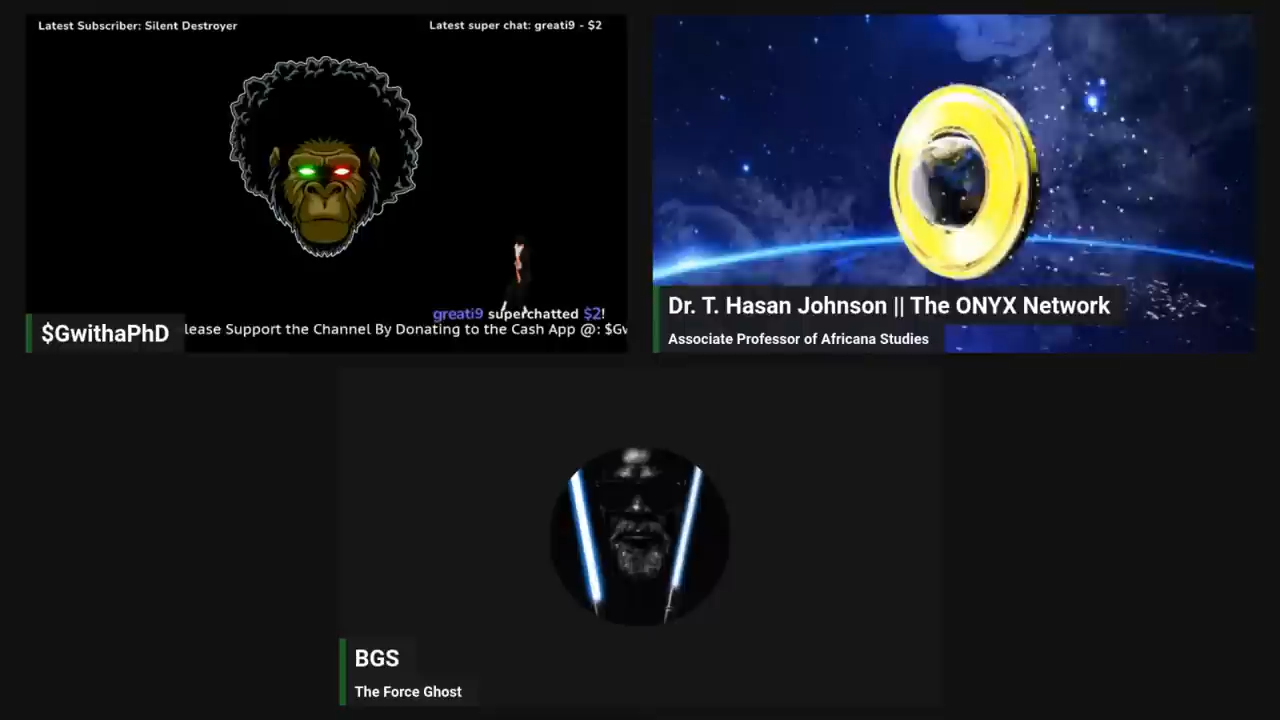 Latest Subscriber: Silent Destroyer
Latest super chat: greati9 - $2
greati9 superchatted $2!
$GwithaPhD
lease Support the Channel By Donating to the Cash App @: $Gw
Dr. T. Hasan Johnson || The ONYX Network
Associate Professor of Africana Studies
BGS
The Force Ghost